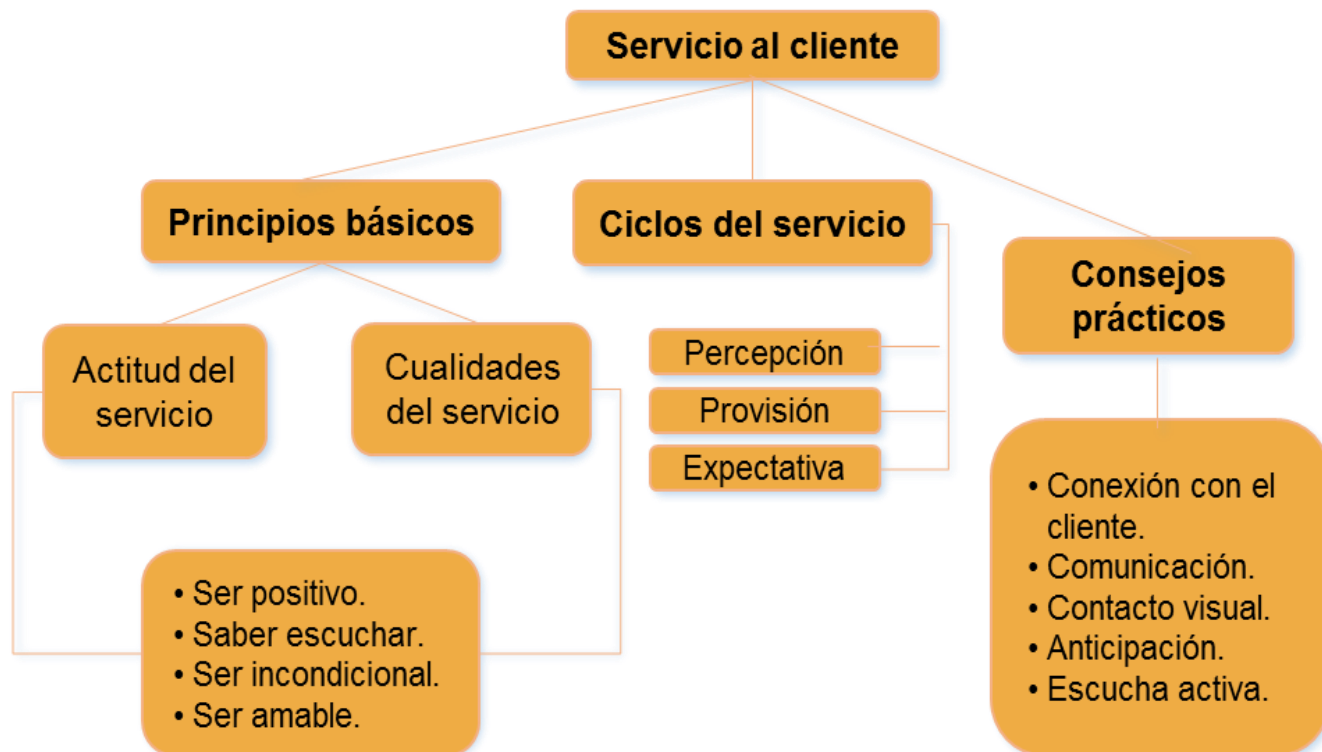 Servicio al cliente
Principios básicos
Ciclos del servicio
Consejos
prácticos
Actitud del
servicio
Cualidades
del servicio
Percepción
Provisión
Expectativa
• Ser positivo.
• Saber escuchar.
• Ser incondicional.
• Ser amable.
• Conexión con el
cliente.
• Comunicación.
• Contacto visual.
• Anticipación.
• Escucha activa.